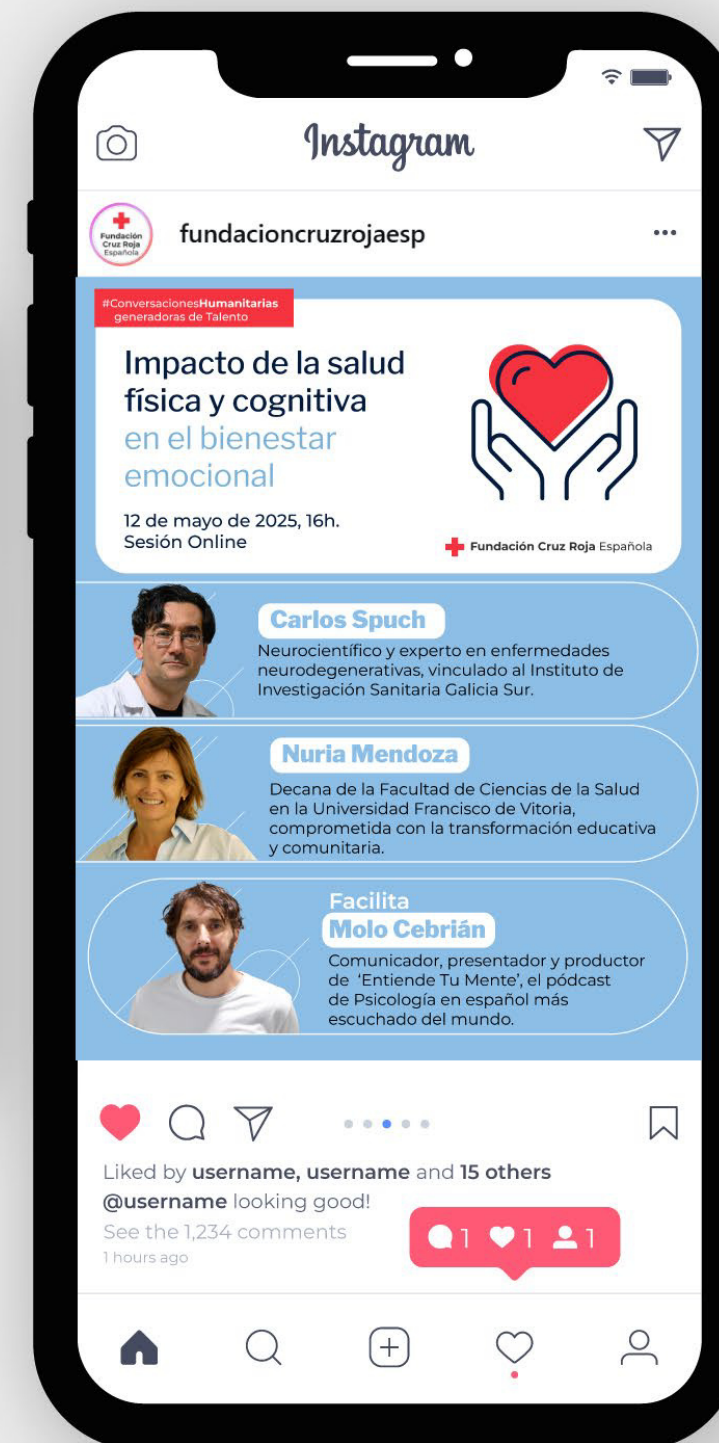 Instagram
Fundación
Cruz Roja
Española
fundacioncruzrojaesp
#ConversacionesHumanitarias
generadoras de Talento
Impacto de la salud
física y cognitiva
en el bienestar
emocional
12 de mayo de 2025, 16h.
Sesión Online
Fundación Cruz Roja Española
Carlos Spuch
Neurocientífico y experto en enfermedades
neurodegenerativas, vinculado al Instituto de
Investigación Sanitaria Galicia Sur.
Nuria Mendoza
Decana de la Facultad de Ciencias de la Salud
en la Universidad Francisco de Vitoria,
comprometida con la transformación educativa
y comunitaria.
Facilita
Molo Cebrián
Comunicador, presentador y productor
de 'Entiende Tu Mente', el pódcast
de Psicología en español más
escuchado del mundo.
Liked by username, username and 15 others
@username looking good!
See the 1,234 comments
1 hours ago
1 1 1